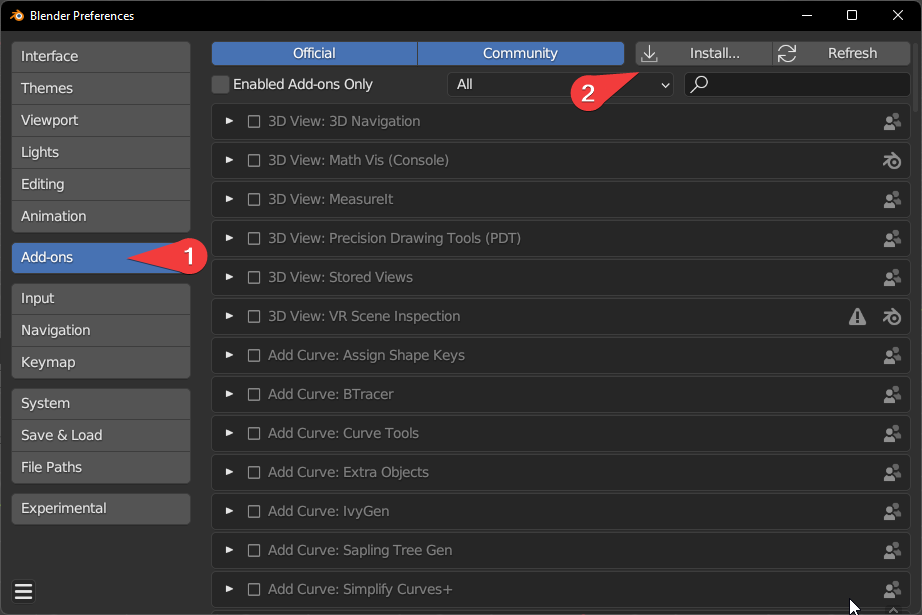 Blender Preferences
Interface
Themes
Viewport
Lights
Editing
Animation
Add-ons
1
Input
Navigation
Keymap
System
Save & Load
File Paths
Experimental
Official Community Install... Refresh
Enabled Add-ons Only All
2
3D View: 3D Navigation
3D View: Math Vis (Console)
3D View: MeasureIt
3D View: Precision Drawing Tools (PDT)
3D View: Stored Views
3D View: VR Scene Inspection
Add Curve: Assign Shape Keys
Add Curve: BTracer
Add Curve: Curve Tools
Add Curve: Extra Objects
Add Curve: IvyGen
Add Curve: Sapling Tree Gen
Add Curve: Simplify Curves+